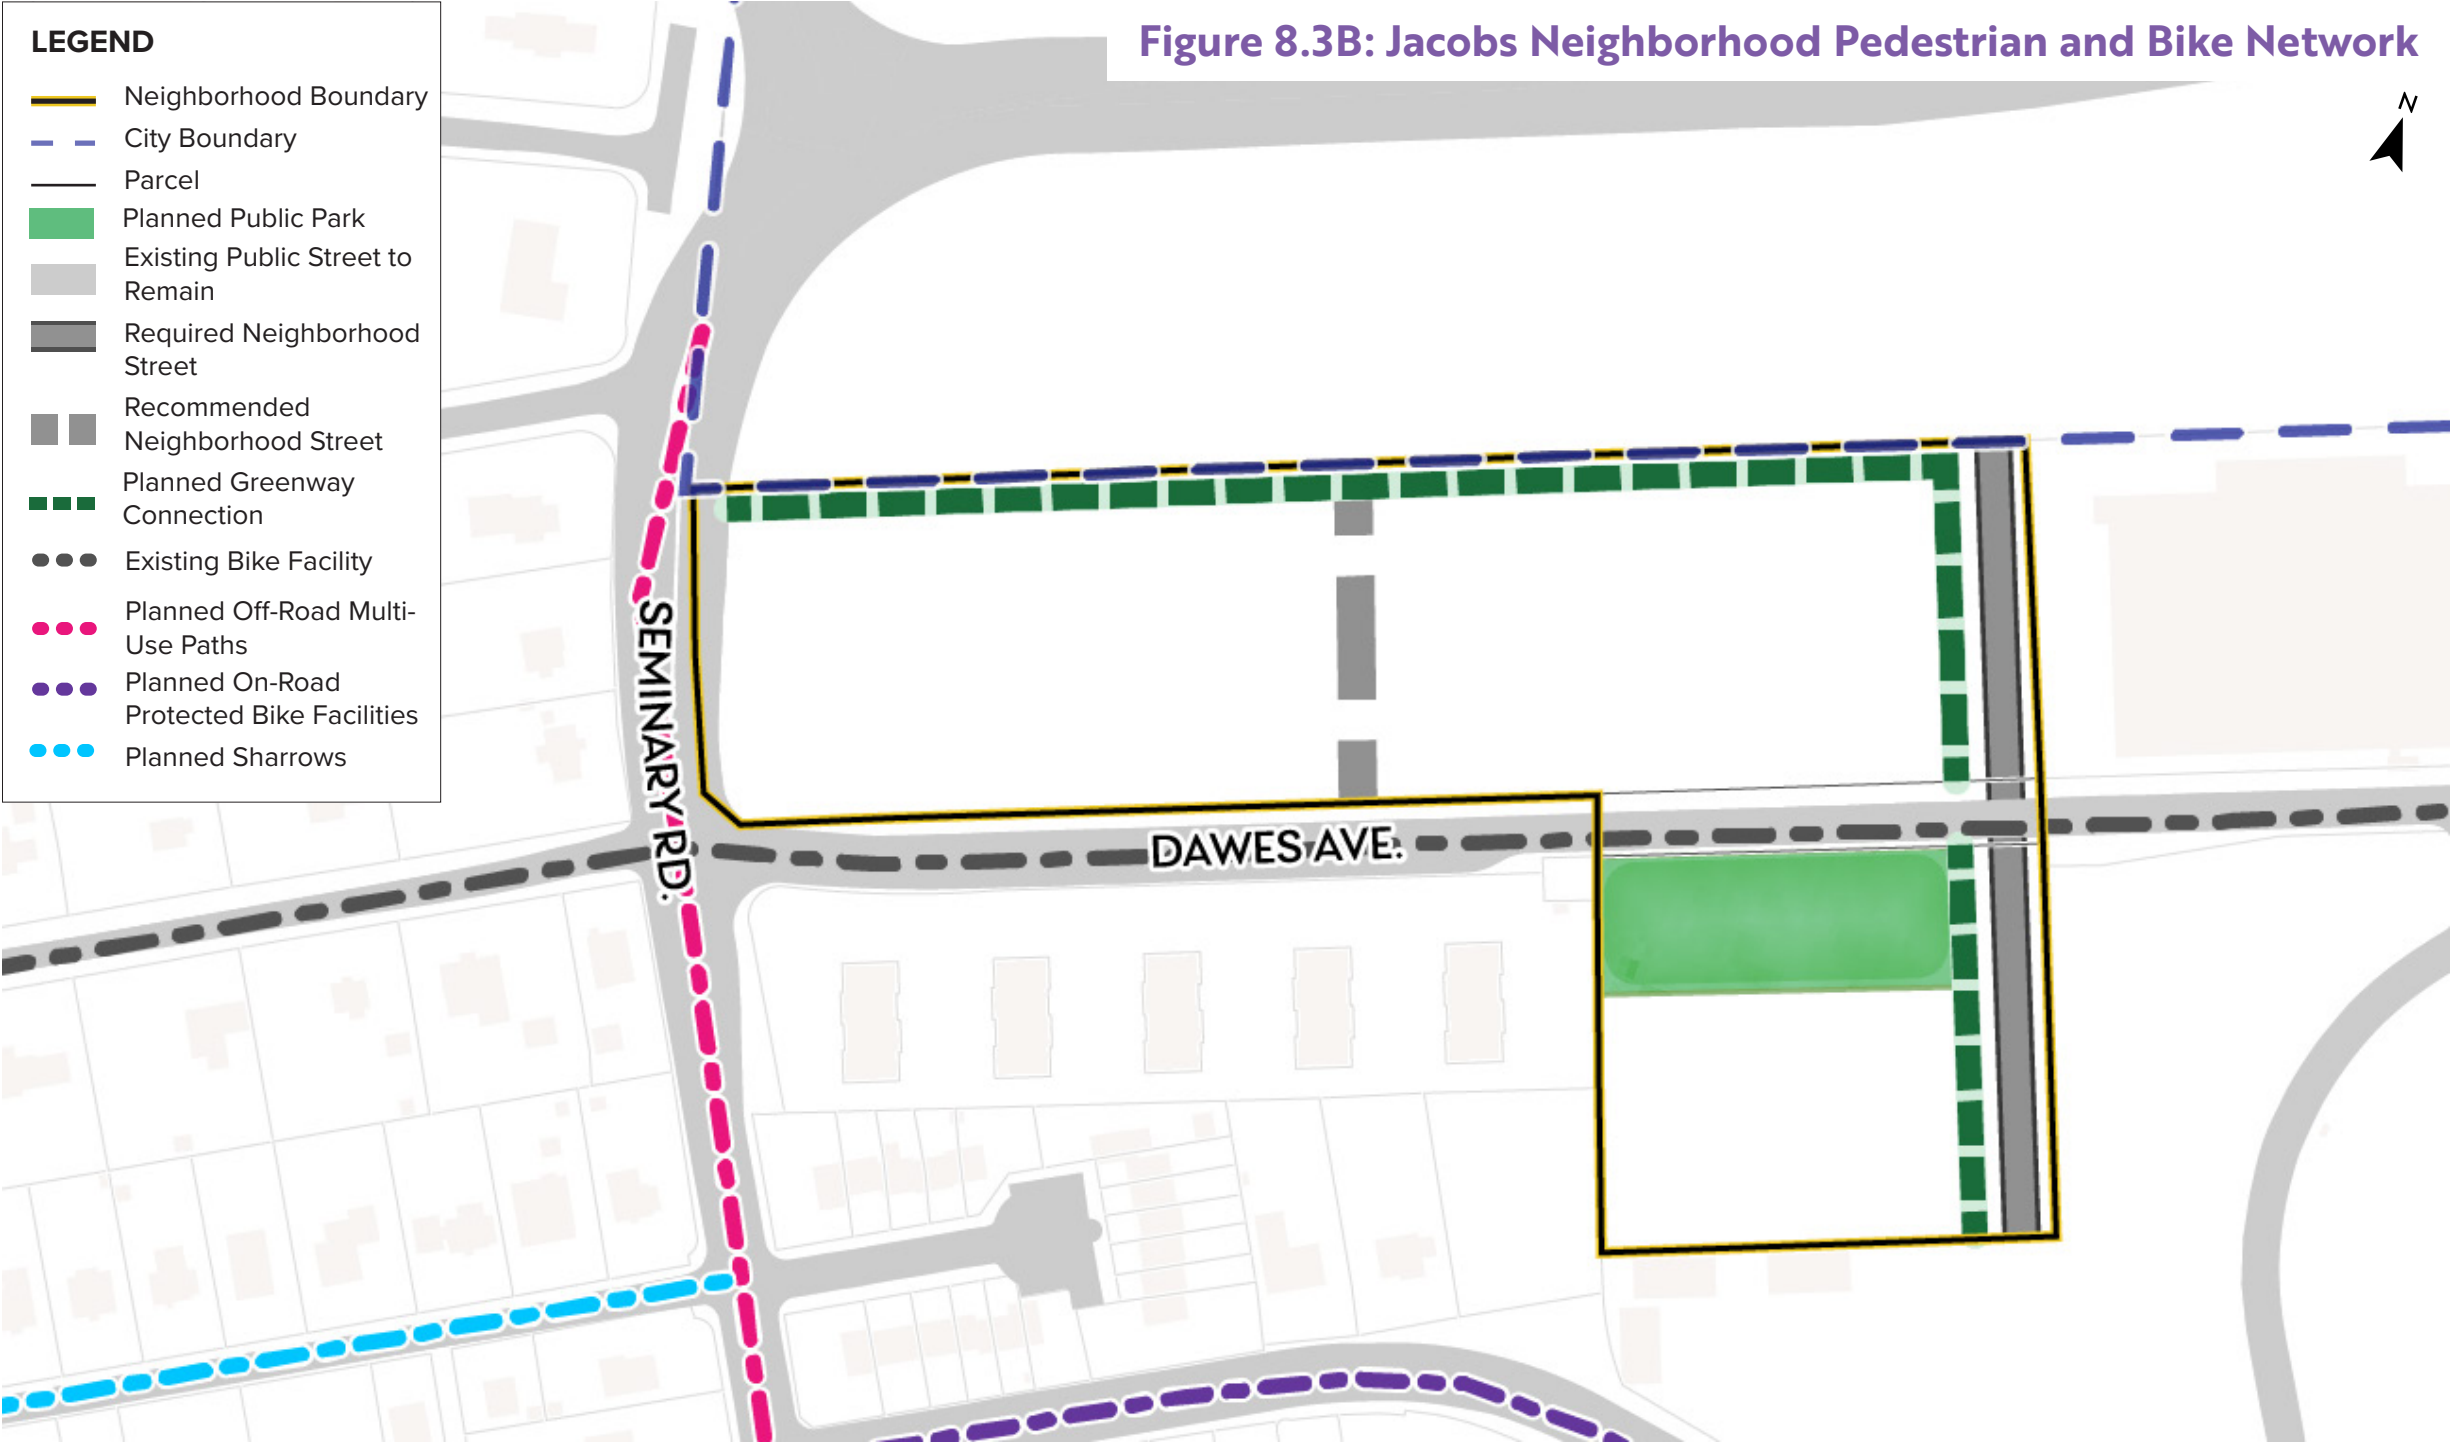 Figure 8.3B: Jacobs Neighborhood Pedestrian and Bike Network
LEGEND
Neighborhood Boundary
City Boundary
Parcel
Planned Public Park
Existing Public Street to
Remain
Required Neighborhood
Street
Recommended
Neighborhood Street
Planned Greenway
Connection
Existing Bike Facility
Planned Off-Road Multi-
Use Paths
Planned On-Road
Protected Bike Facilities
Planned Sharrows
N
SEMINARY RD.
DAWES AVE.